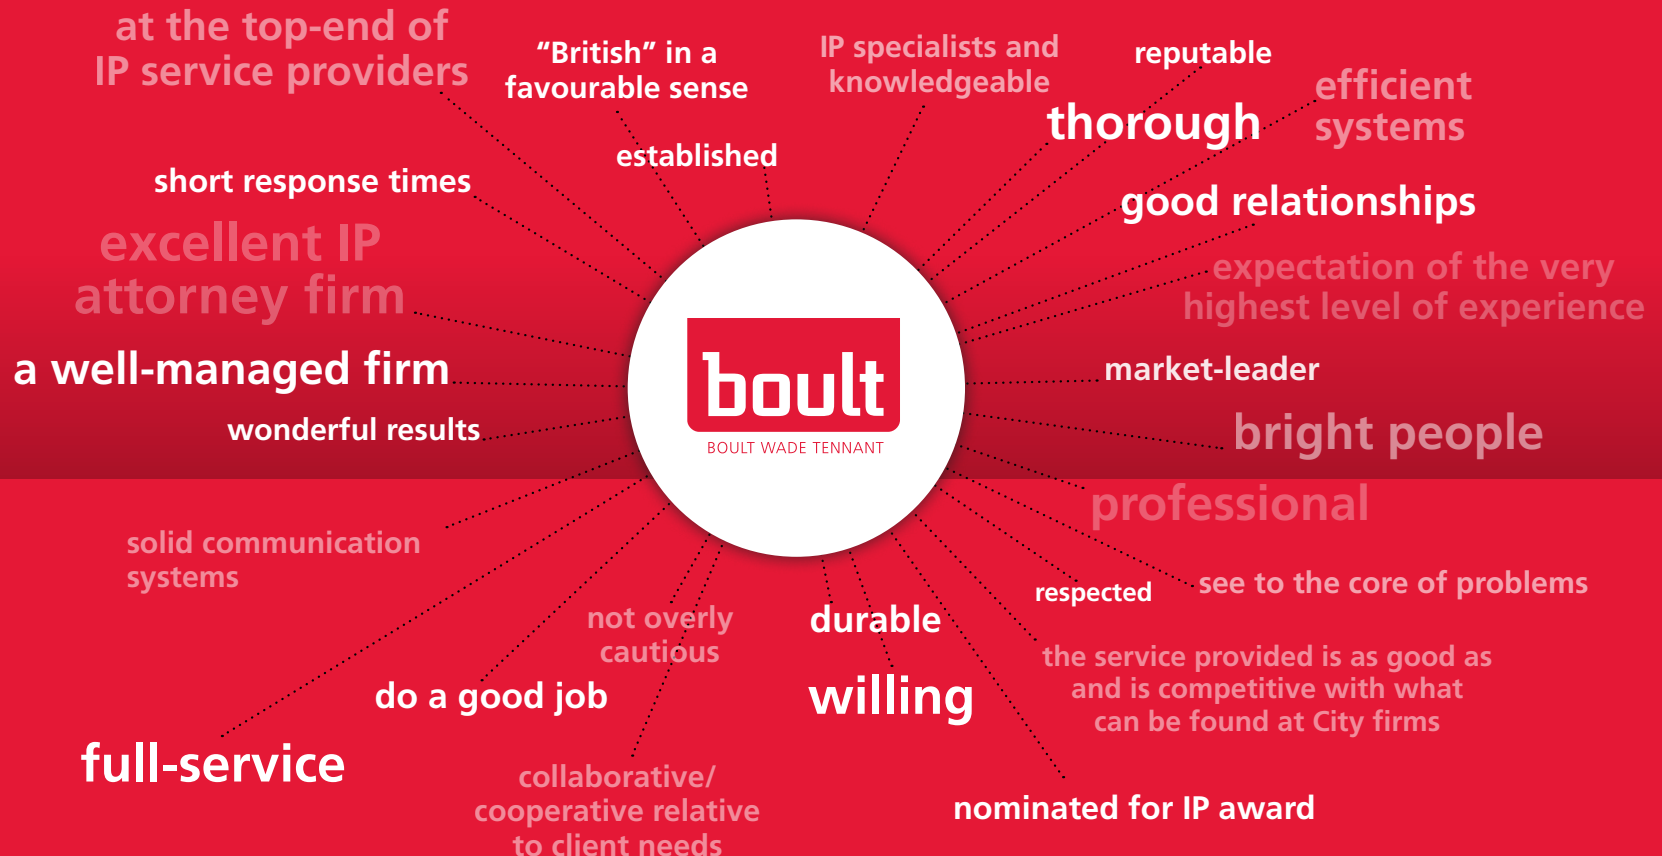 at the top-end of
IP service providers
“British” in a
favourable sense
IP specialists and
knowledgeable
reputable
efficient
systems
thorough
established
short response times
good relationships
excellent IP
attorney firm
expectation of the very
highest level of experience
a well-managed firm
market-leader
wonderful results
bright people
boult
BOULT WADE TENNANT
professional
solid communication
systems
respected
see to the core of problems
not overly
cautious
durable
the service provided is as good as
and is competitive with what
can be found at City firms
do a good job
willing
full-service
collaborative/
cooperative relative
to client needs
nominated for IP award